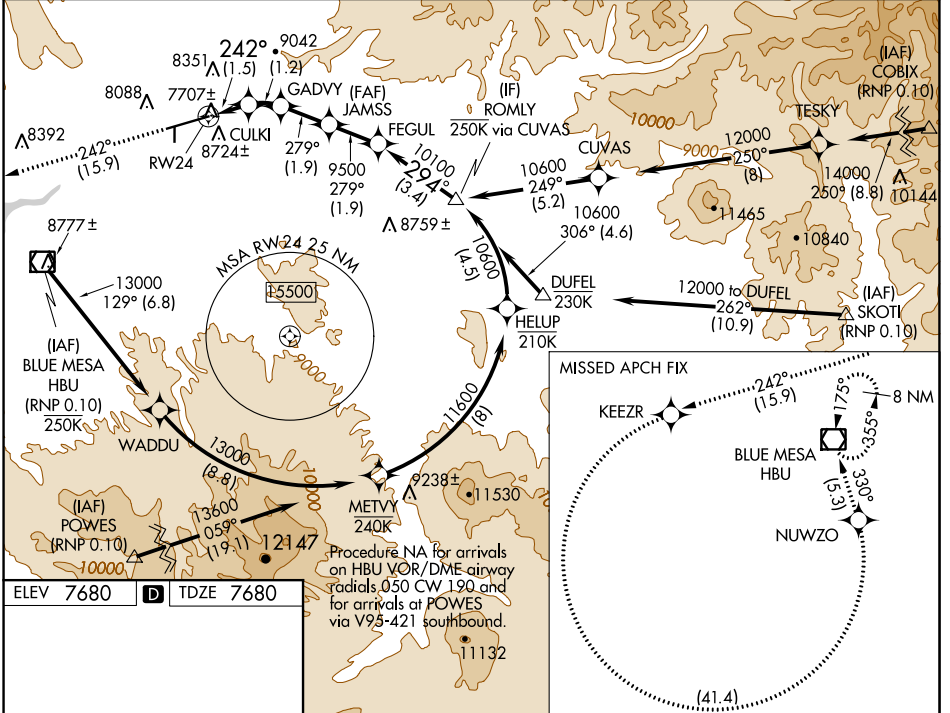 8351
242°
(1.5)
9042
(1.2)
8088
7707±
GADVY
(FAF)
JAMSS
8392
CULKI
8724±
RW24
242°
(15.9)
279°
(1.9)
FEGUL
9500
279°
(1.9)
10100
294°
(3.4)
(IF)
ROMLY
250K via CUVAS
10000
CUVAS
9000
TESKY
(IAF)
COBIX
(RNP 0.10)
12000
250°
(8)
10600
249°
(5.2)
14000
250° (8.8)
10144
11465
10840
10600
306° (4.6)
8759±
8777±
MSA RW24 25 NM
15500
9000
10600
(4.5)
DUFEL
230K
12000 to DUFEL
262°
(10.9)
(IAF)
SKOTI
(RNP 0.10)
HELUP
210K
13000
129° (6.8)
(IAF)
BLUE MESA
HBU
(RNP 0.10)
250K
WADDU
13000
(8.8)
11600
(8)
10000
METVY
240K
9238±
11530
(IAF)
POWES
(RNP 0.10)
10000
13600
059°
(19.1)
12147
Procedure NA for arrivals
on HBU VOR/DME airway
radials 050 CW 190 and
for arrivals at POWES
via V95-421 southbound.
11132
ELEV 7680
D
TDZE 7680
MISSED APCH FIX
242°
(15.9)
KEEZR
175°
8 NM
355°
BLUE MESA
HBU
330°
(5.3)
NUWZO
(41.4)